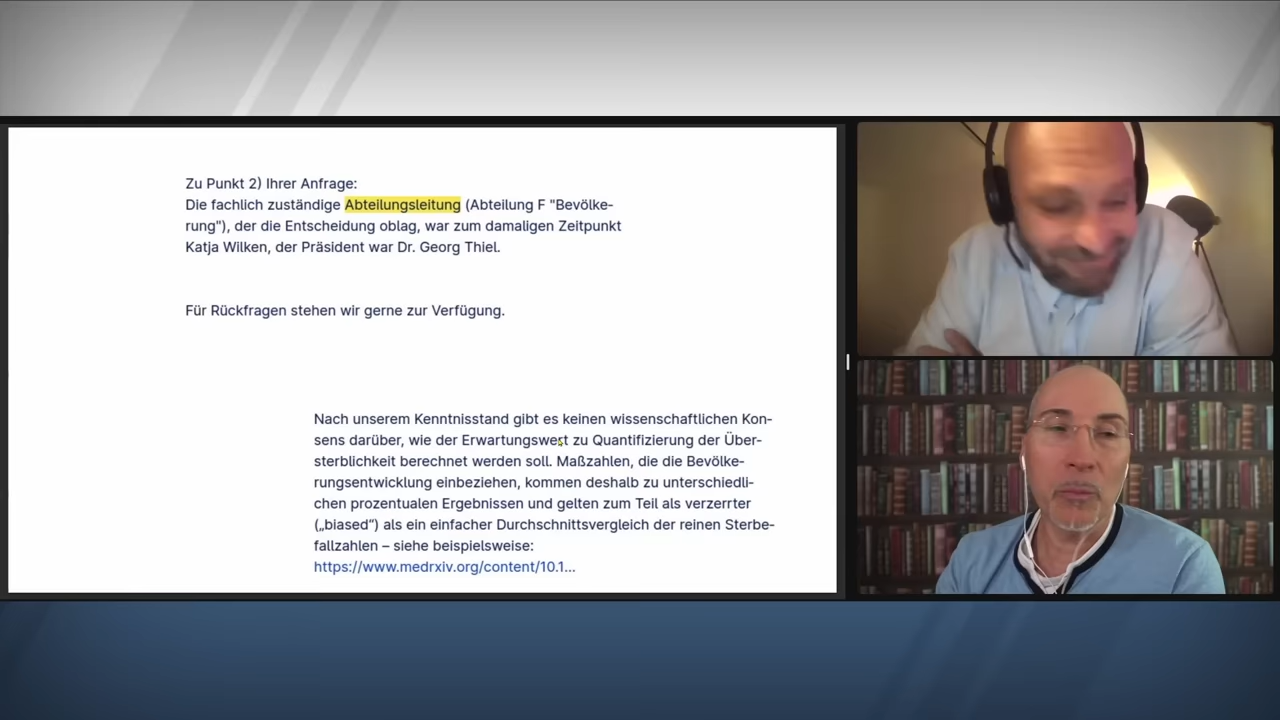 Zu Punkt 2) Ihrer Anfrage:
Die fachlich zuständige Abteilungsleitung (Abteilung F "Bevölke-
rung"), der die Entscheidung oblag, war zum damaligen Zeitpunkt
Katja Wilken, der Präsident war Dr. Georg Thiel.
Für Rückfragen stehen wir gerne zur Verfügung.
Nach unserem Kenntnisstand gibt es keinen wissenschaftlichen Kon-
sens darüber, wie der Erwartungswert zu Quantifizierung der Über-
sterblichkeit berechnet werden soll. Maßzahlen, die die Bevölke-
rungsentwicklung einbeziehen, kommen deshalb zu unterschiedli-
chen prozentualen Ergebnissen und gelten zum Teil als verzerrter
(„biased“) als ein einfacher Durchschnittsvergleich der reinen Sterbe-
fallzahlen – siehe beispielsweise:
https://www.medrxiv.org/content/10.1...